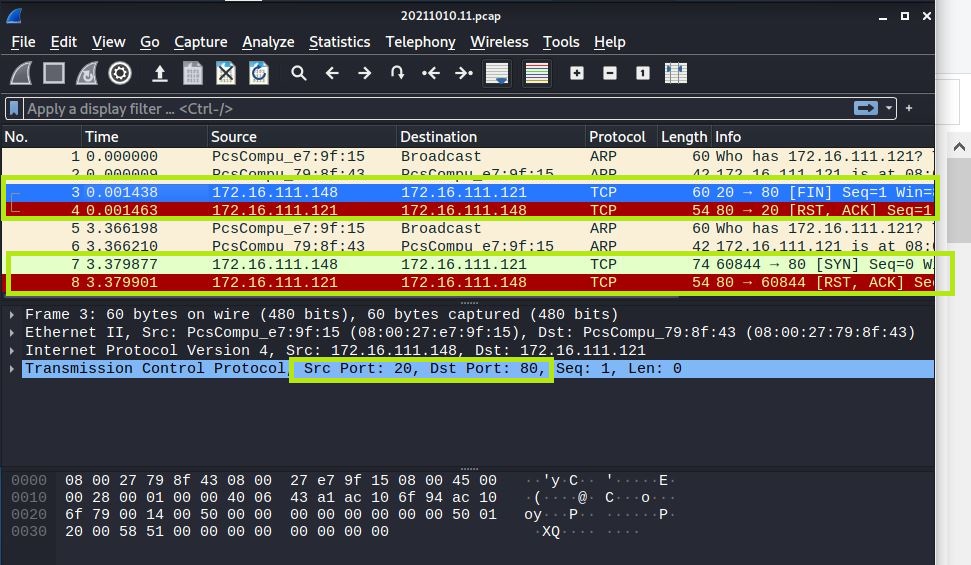 20211010.11.pcap
File Edit View Go Capture Analyze Statistics Telephony Wireless Tools Help
Apply a display filter ... <Ctrl-/>
No. Time Source Destination Protocol Length Info
1 0.000000 PcsCompu_e7:9f:15 Broadcast ARP 60 Who has 172.16.111.121?
2 0.000009 PcsCompu_79:8f:43 PcsCompu_e7:9f:15 ARP 42 172.16.111.121 is at 08:
3 0.001438 172.16.111.148 172.16.111.121 TCP 60 20 → 80 [FIN] Seq=1 Win=
4 0.001463 172.16.111.121 172.16.111.148 TCP 54 80 → 20 [RST, ACK] Seq=1
5 3.366198 PcsCompu_e7:9f:15 Broadcast ARP 60 Who has 172.16.111.121?
6 3.366210 PcsCompu_79:8f:43 PcsCompu_e7:9f:15 ARP 42 172.16.111.121 is at 08:
7 3.379877 172.16.111.148 172.16.111.121 TCP 74 60844 → 80 [SYN] Seq=0 Wi
8 3.379901 172.16.111.121 172.16.111.148 TCP 54 80 → 60844 [RST, ACK] Se
Frame 3: 60 bytes on wire (480 bits), 60 bytes captured (480 bits)
Ethernet II, Src: PcsCompu_e7:9f:15 (08:00:27:e7:9f:15), Dst: PcsCompu_79:8f:43 (08:00:27:79:8f:43)
Internet Protocol Version 4, Src: 172.16.111.148, Dst: 172.16.111.121
Transmission Control Protocol, Src Port: 20, Dst Port: 80, Seq: 1, Len: 0
0000 08 00 27 79 8f 43 08 00 27 e7 9f 15 08 00 45 00 ··'y·C·· '·····E·
0010 00 28 00 01 00 00 40 06 43 a1 ac 10 6f 94 ac 10 ·(····@· C···o···
0020 6f 79 00 14 00 50 00 00 00 00 00 00 00 00 50 01 oy···P·· ······P·
0030 20 00 58 51 00 00 00 00 00 00 00 00 ·XQ···· ····